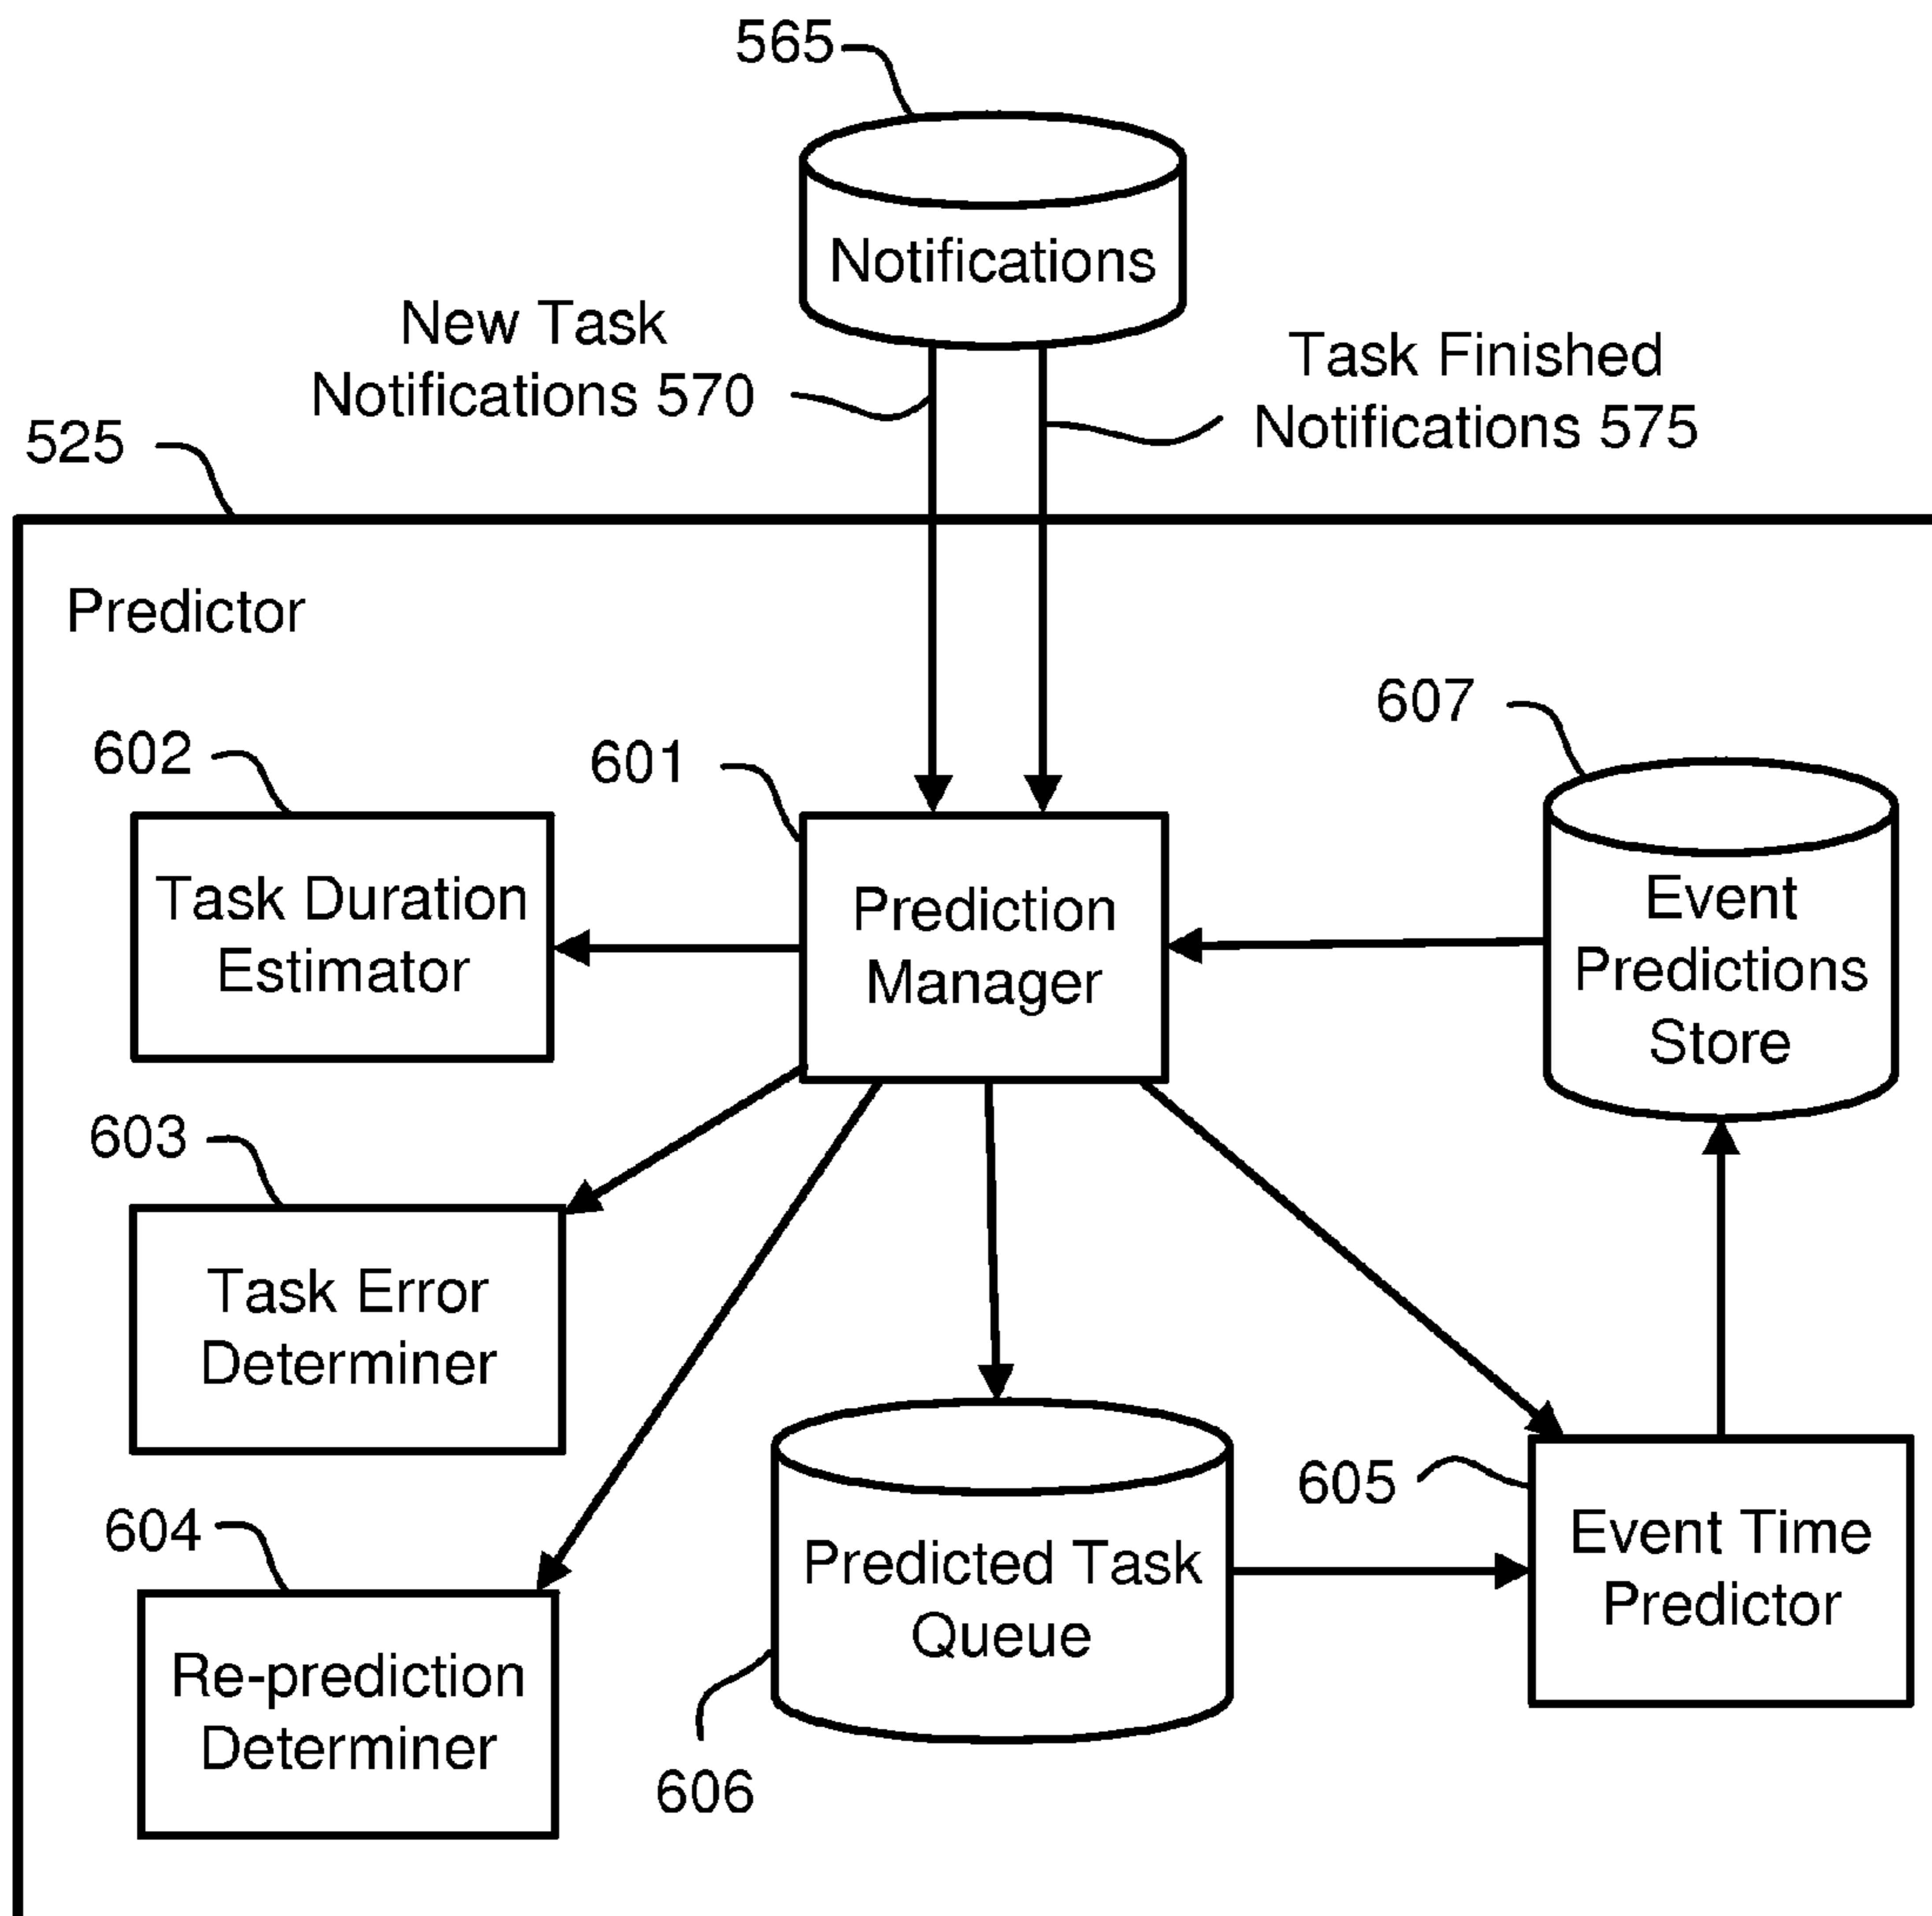 565
Notifications
New Task
Notifications 570
Task Finished
Notifications 575
525
Predictor
607
602
601
Task Duration
Estimator
Prediction
Manager
Event
Predictions
Store
603
Task Error
Determiner
604
605
Predicted Task
Queue
Event Time
Predictor
Re-prediction
Determiner
606